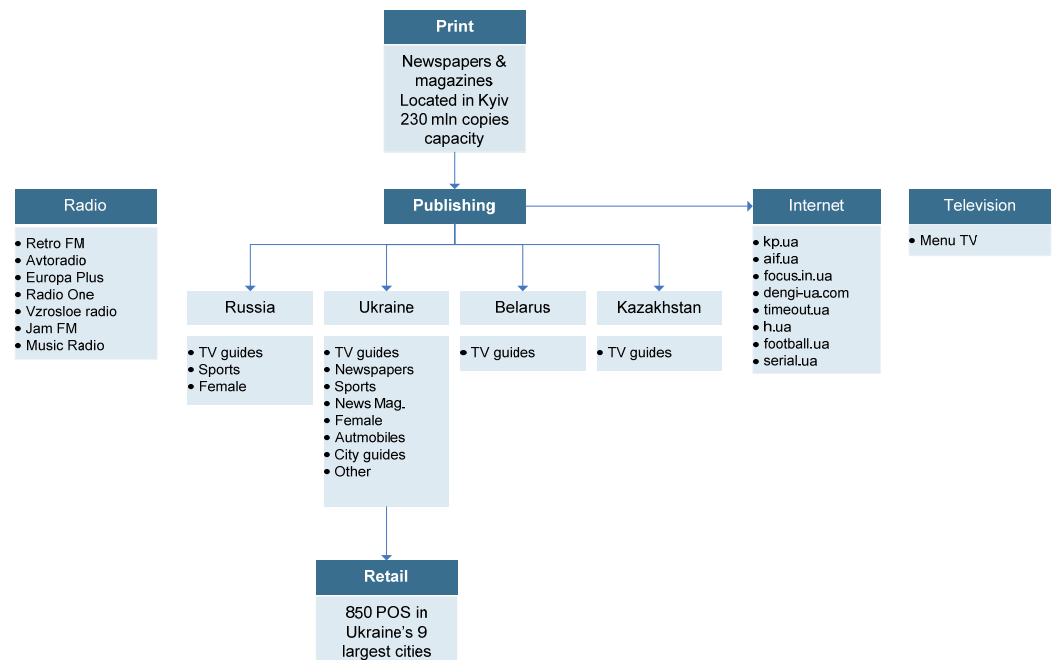 Print
Newspapers &
magazines
Located in Kyiv
230 mln copies
capacity
Radio
• Retro FM
• Avtoradio
• Europa Plus
• Radio One
• Vzrosloe radio
• Jam FM
• Music Radio
Publishing
Internet
• kp.ua
• aif.ua
• focus.in.ua
• dengi-ua.com
• timeout.ua
• h.ua
• football.ua
• serial.ua
Television
• Menu TV
Russia
• TV guides
• Sports
• Female
Ukraine
• TV guides
• Newspapers
• Sports
• News Mag.
• Female
• Autmobiles
• City guides
• Other
Belarus
• TV guides
Kazakhstan
• TV guides
Retail
850 POS in
Ukraine's 9
largest cities